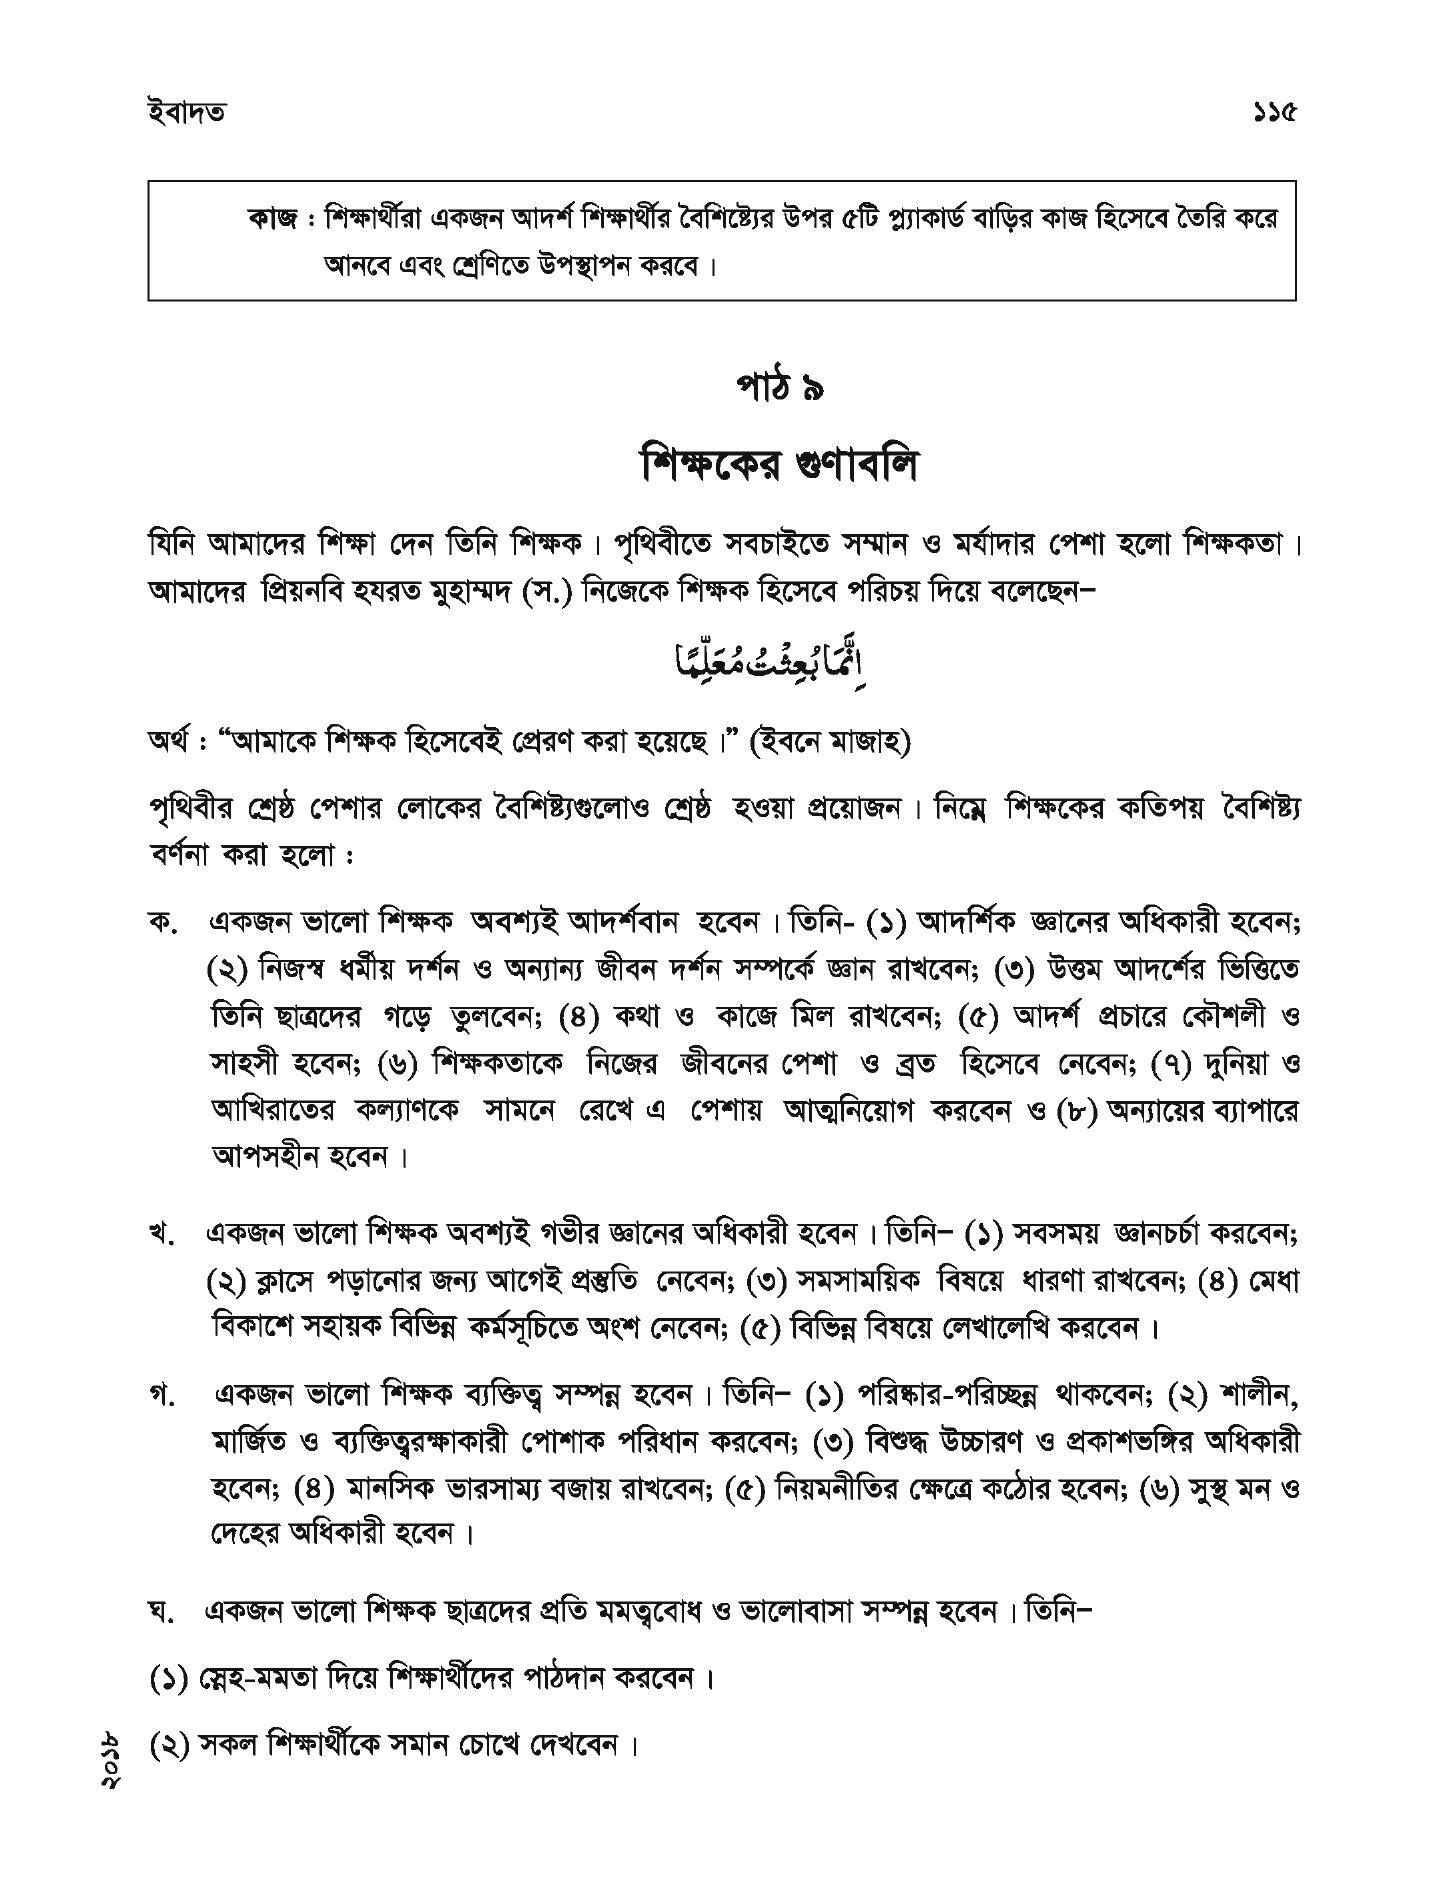 ইবাদত ১১৫
কাজ : শিক্ষার্থীরা একজন আদর্শ শিক্ষার্থীর বৈশিষ্ট্যের উপর ৫টি প্ল্যাকার্ড বাড়ির কাজ হিসেবে তৈরি করে
আনবে এবং শ্রেণিতে উপস্থাপন করবে।
পাঠ ৯
শিক্ষকের গুণাবলি
যিনি আমাদের শিক্ষা দেন তিনি শিক্ষক। পৃথিবীতে সবচাইতে সম্মান ও মর্যাদার পেশা হলো শিক্ষকতা।
আমাদের প্রিয়নবি হযরত মুহাম্মদ (স.) নিজেকে শিক্ষক হিসেবে পরিচয় দিয়ে বলেছেন–
اِنَّمَا بُعِثْتُ مُعَلِّمًا
অর্থ : “আমাকে শিক্ষক হিসেবেই প্রেরণ করা হয়েছে।” (ইবনে মাজাহ)
পৃথিবীর শ্রেষ্ঠ পেশার লোকের বৈশিষ্ট্যগুলোও শ্রেষ্ঠ হওয়া প্রয়োজন। নিম্নে শিক্ষকের কতিপয় বৈশিষ্ট্য
বর্ণনা করা হলো :
ক. একজন ভালো শিক্ষক অবশ্যই আদর্শবান হবেন। তিনি- (১) আদর্শিক জ্ঞানের অধিকারী হবেন;
(২) নিজস্ব ধর্মীয় দর্শন ও অন্যান্য জীবন দর্শন সম্পর্কে জ্ঞান রাখবেন; (৩) উত্তম আদর্শের ভিত্তিতে
তিনি ছাত্রদের গড়ে তুলবেন; (৪) কথা ও কাজে মিল রাখবেন; (৫) আদর্শ প্রচারে কৌশলী ও
সাহসী হবেন; (৬) শিক্ষকতাকে নিজের জীবনের পেশা ও ব্রত হিসেবে নেবেন; (৭) দুনিয়া ও
আখিরাতের কল্যাণকে সামনে রেখে এ পেশায় আত্মনিয়োগ করবেন ও (৮) অন্যায়ের ব্যাপারে
আপসহীন হবেন।
খ. একজন ভালো শিক্ষক অবশ্যই গভীর জ্ঞানের অধিকারী হবেন। তিনি– (১) সবসময় জ্ঞানচর্চা করবেন;
(২) ক্লাসে পড়ানোর জন্য আগেই প্রস্তুতি নেবেন; (৩) সমসাময়িক বিষয়ে ধারণা রাখবেন; (৪) মেধা
বিকাশে সহায়ক বিভিন্ন কর্মসূচিতে অংশ নেবেন; (৫) বিভিন্ন বিষয়ে লেখালেখি করবেন।
গ. একজন ভালো শিক্ষক ব্যক্তিত্ব সম্পন্ন হবেন। তিনি– (১) পরিষ্কার-পরিচ্ছন্ন থাকবেন; (২) শালীন,
মার্জিত ও ব্যক্তিত্বরক্ষাকারী পোশাক পরিধান করবেন; (৩) বিশুদ্ধ উচ্চারণ ও প্রকাশভঙ্গির অধিকারী
হবেন; (৪) মানসিক ভারসাম্য বজায় রাখবেন; (৫) নিয়মনীতির ক্ষেত্রে কঠোর হবেন; (৬) সুস্থ মন ও
দেহের অধিকারী হবেন।
ঘ. একজন ভালো শিক্ষক ছাত্রদের প্রতি মমত্ববোধ ও ভালোবাসা সম্পন্ন হবেন। তিনি–
(১) স্নেহ-মমতা দিয়ে শিক্ষার্থীদের পাঠদান করবেন।
(২) সকল শিক্ষার্থীকে সমান চোখে দেখবেন।
২০১৮